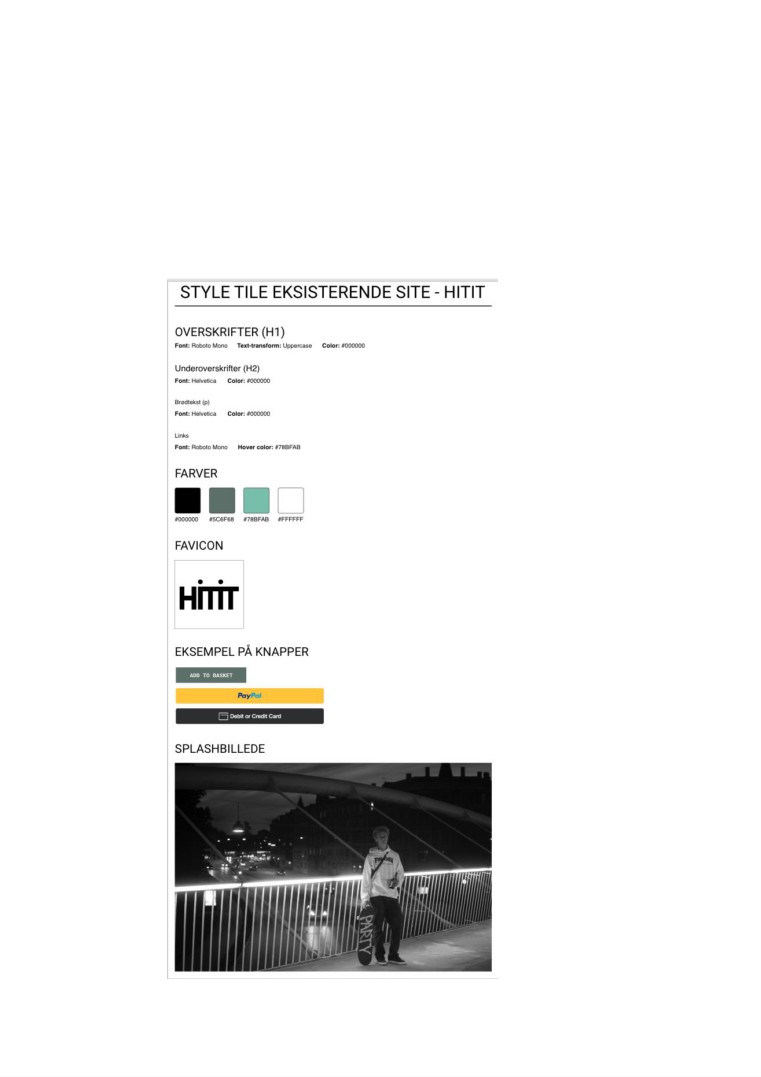 STYLE TILE EKSISTERENDE SITE - HITIT
OVERSKRIFTER (H1)
Font: Roboto Mono Text-transform: Uppercase Color: #000000
Underoverskrifter (H2)
Font: Helvetica Color: #000000
Brødtekst (p)
Font: Helvetica Color: #000000
Links
Font: Roboto Mono Hover color: #78BFAB
FARVER
#000000 #5C6F68 #78BFAB #FFFFFF
FAVICON
HiTiT
EKSEMPEL PÅ KNAPPER
ADD TO BASKET
PayPal
Debit or Credit Card
SPLASHBILLEDE
PARTY